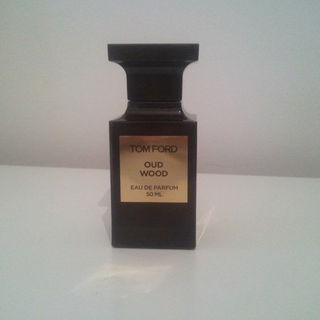 TOM FORD
OUD
WOOD
EAU DE PARFUM
50 ML